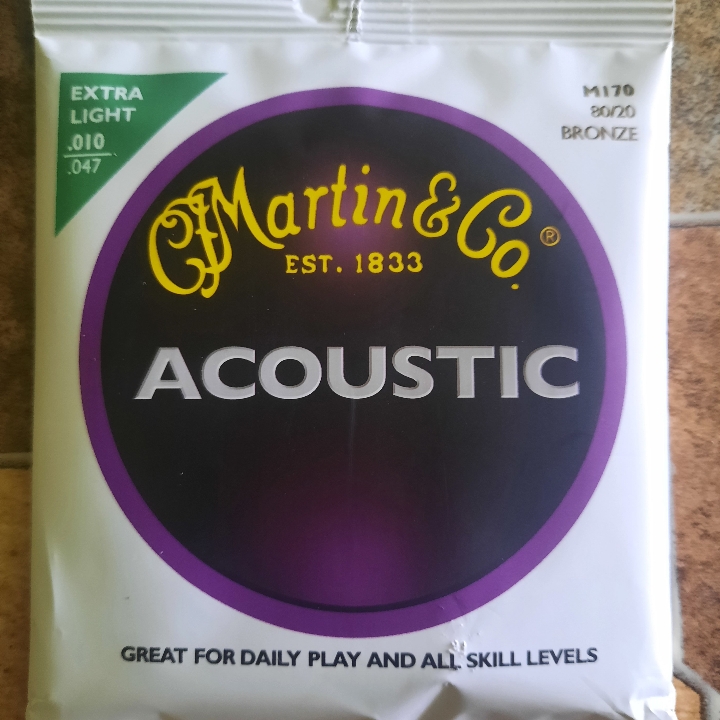 EXTRA
LIGHT
.010
.047
M170
80/20
BRONZE
CFMartin & Co. ®
EST. 1833
ACOUSTIC
GREAT FOR DAILY PLAY AND ALL SKILL LEVELS